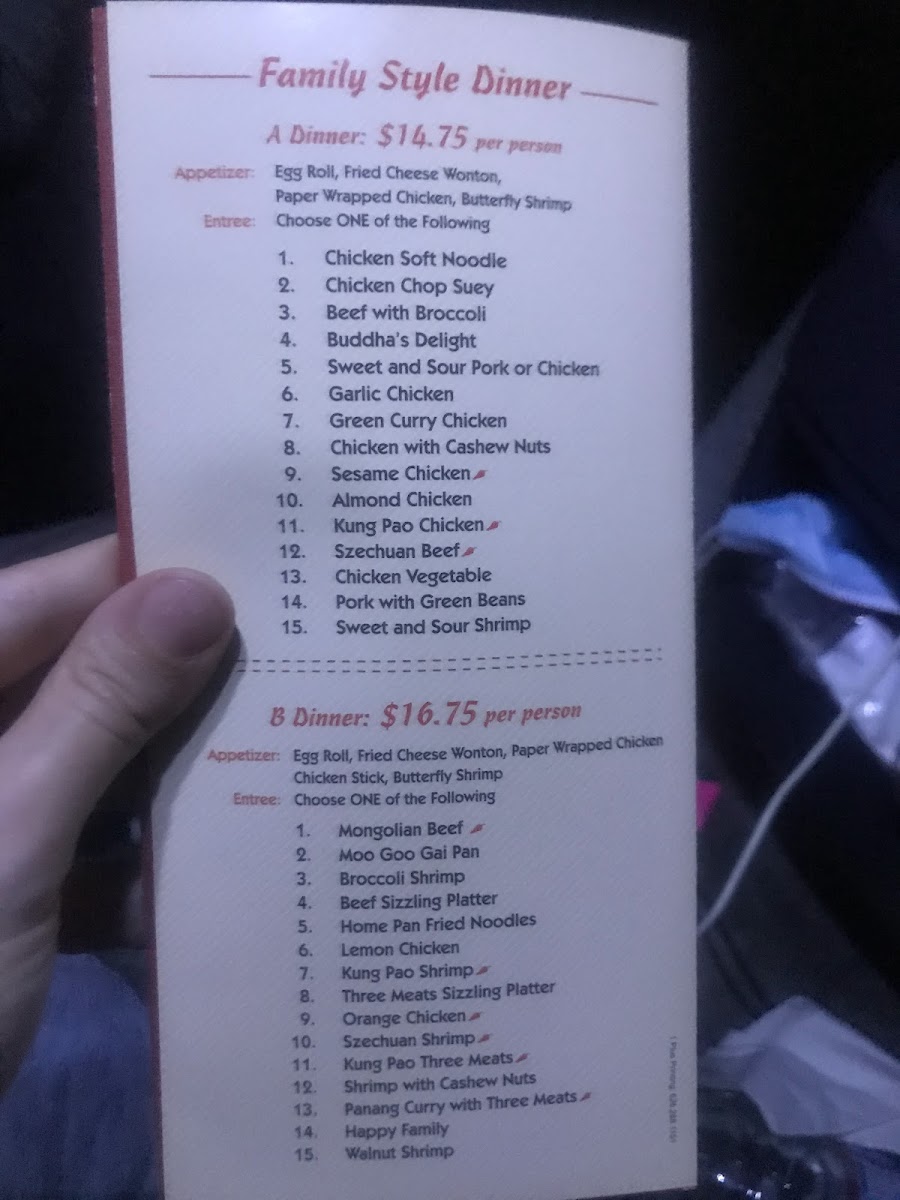 Family Style Dinner
A Dinner: $14.75 per person
Appetizer: Egg Roll, Fried Cheese Wonton,
Paper Wrapped Chicken, Butterfly Shrimp
Entree: Choose ONE of the Following
1. Chicken Soft Noodle
2. Chicken Chop Suey
3. Beef with Broccoli
4. Buddha's Delight
5. Sweet and Sour Pork or Chicken
6. Garlic Chicken
7. Green Curry Chicken
8. Chicken with Cashew Nuts
9. Sesame Chicken
10. Almond Chicken
11. Kung Pao Chicken
12. Szechuan Beef
13. Chicken Vegetable
14. Pork with Green Beans
15. Sweet and Sour Shrimp
B Dinner: $16.75 per person
Appetizer: Egg Roll, Fried Cheese Wonton, Paper Wrapped Chicken
Chicken Stick, Butterfly Shrimp
Entree: Choose ONE of the Following
1. Mongolian Beef
2. Moo Goo Gai Pan
3. Broccoli Shrimp
4. Beef Sizzling Platter
5. Home Pan Fried Noodles
6. Lemon Chicken
7. Kung Pao Shrimp
8. Three Meats Sizzling Platter
9. Orange Chicken
10. Szechuan Shrimp
11. Kung Pao Three Meats
12. Shrimp with Cashew Nuts
13. Panang Curry with Three Meats
14. Happy Family
15. Walnut Shrimp